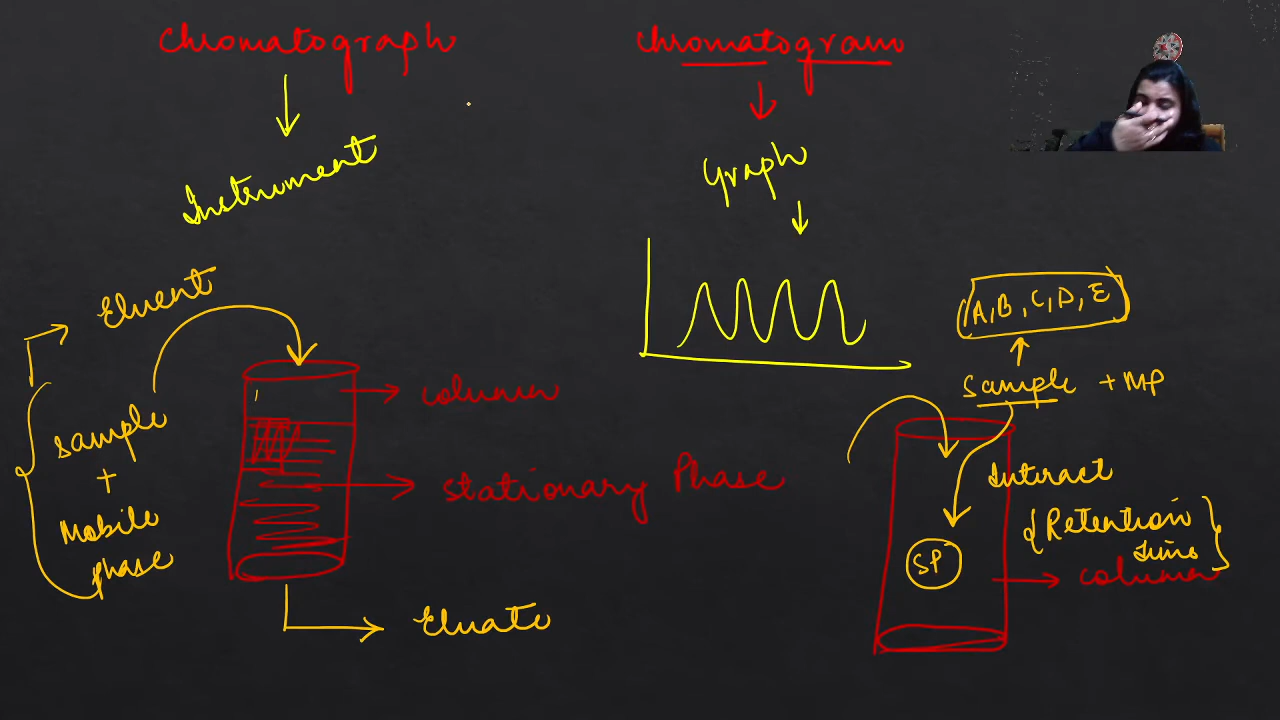 Chromatograph
Chromatogram
Instrument
Graph
Eluent
A, B, C, D, E
Sample + MP
column
Sample
+
Mobile
phase
Stationary Phase
Interact
{Retention
time}
SP
column
Eluate